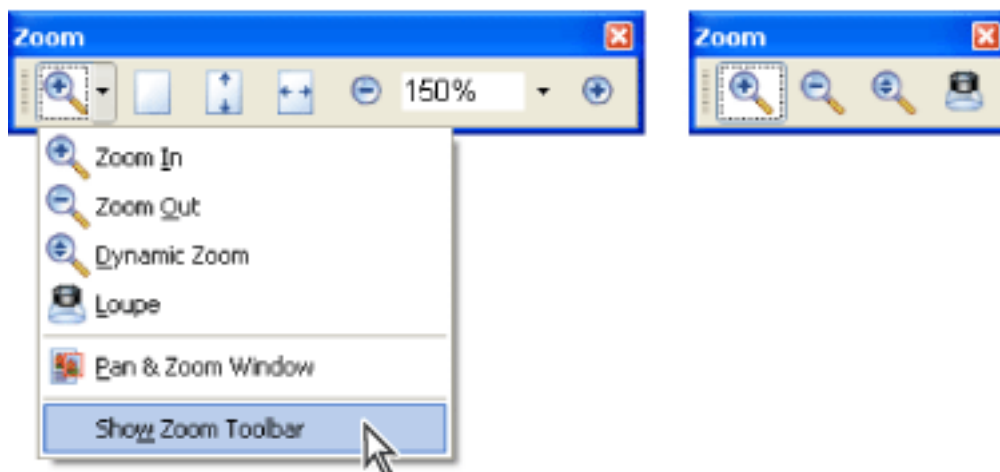 Zoom
150%
Zoom In
Zoom Out
Dynamic Zoom
Loupe
Pan & Zoom Window
Show Zoom Toolbar
Zoom